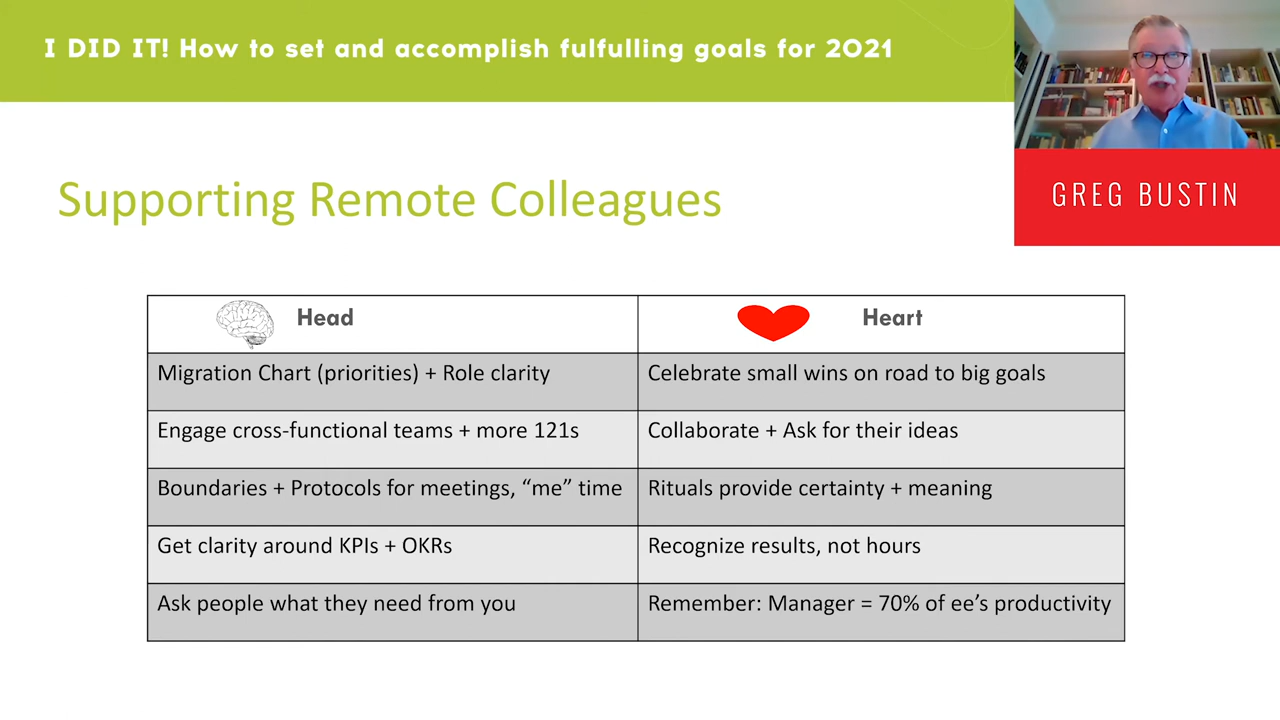 I DID IT! How to set and accomplish fulfulling goals for 2021
GREG BUSTIN
Supporting Remote Colleagues
Head
Heart
Migration Chart (priorities) + Role clarity
Celebrate small wins on road to big goals
Engage cross-functional teams + more 121s
Collaborate + Ask for their ideas
Boundaries + Protocols for meetings, “me” time
Rituals provide certainty + meaning
Get clarity around KPIs + OKRs
Recognize results, not hours
Ask people what they need from you
Remember: Manager = 70% of ee’s productivity